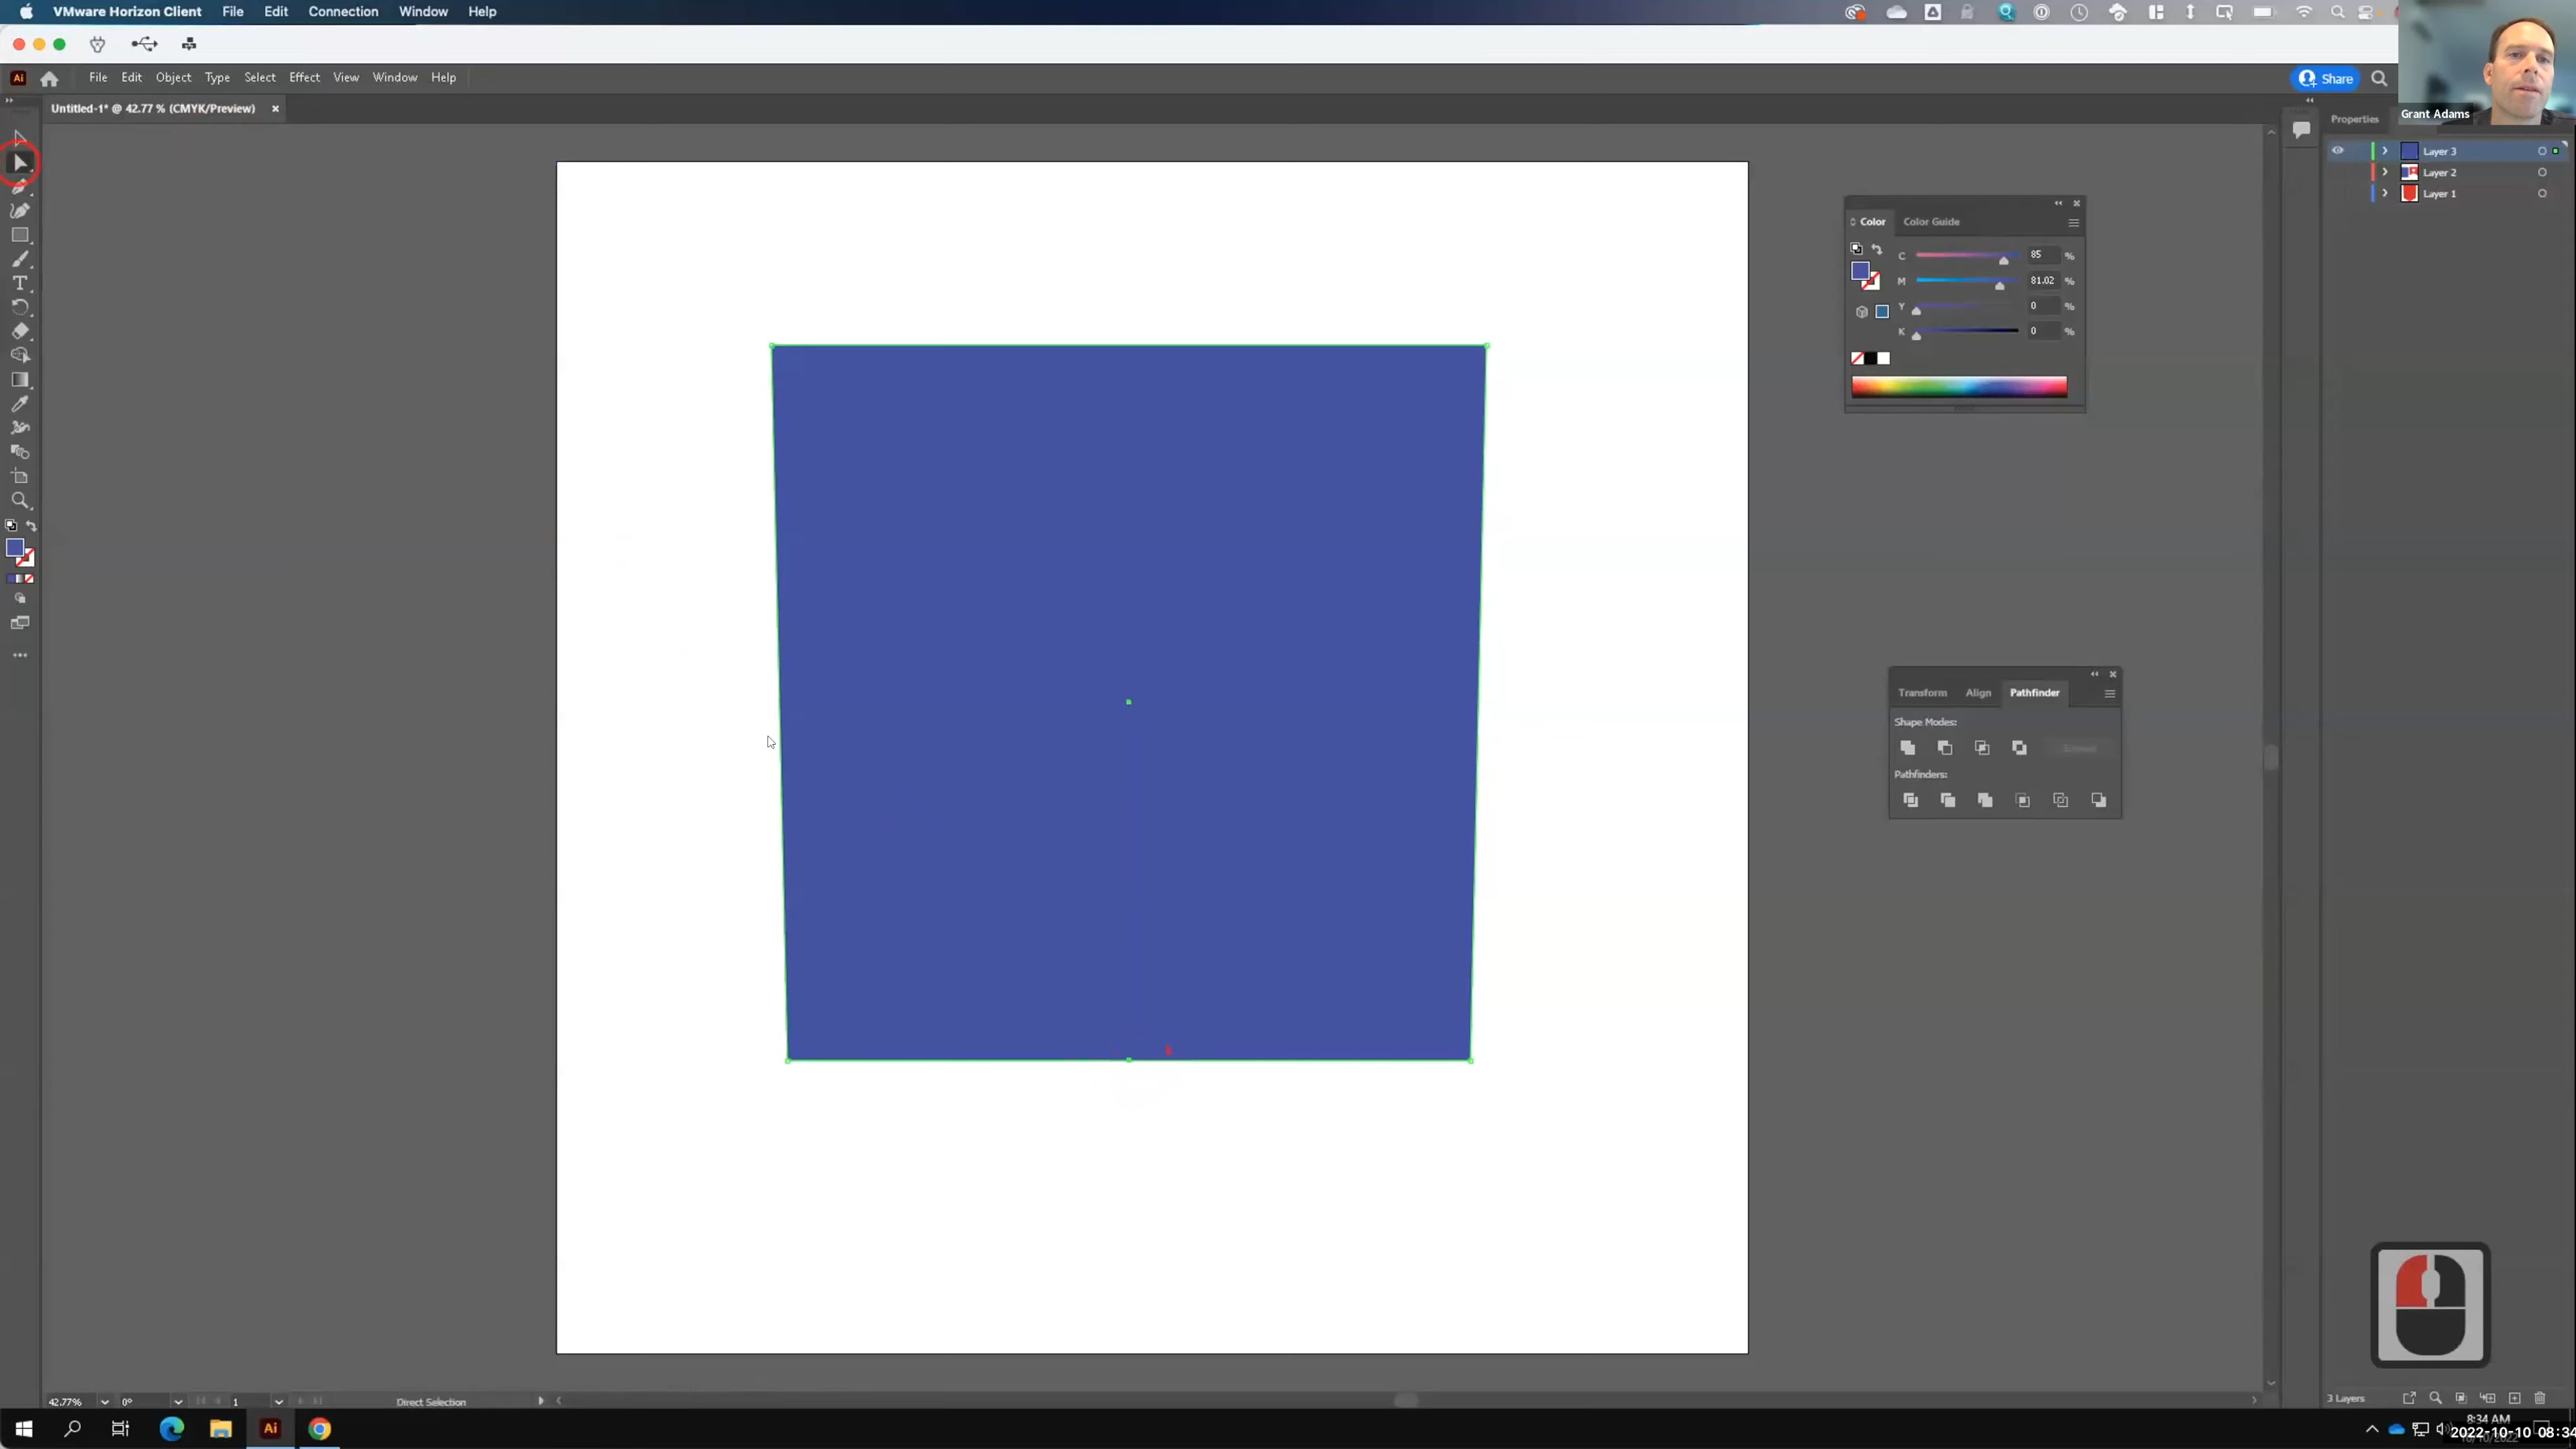 VMware Horizon Client File Edit Connection Window Help
Grant Adams
Ai File Edit Object Type Select Effect View Window Help
Share
Untitled-1* @ 42.77 % (CMYK/Preview) ×
Properties
Layer 3
Layer 2
Layer 1
Color Color Guide
C 85 %
M 81.02 %
Y 0 %
K 0 %
Transform Align Pathfinder
Shape Modes:
Pathfinders:
42.77% 0° 1 Direct Selection
3 Layers
Ai
8:34 AM
2022-10-10 08:34